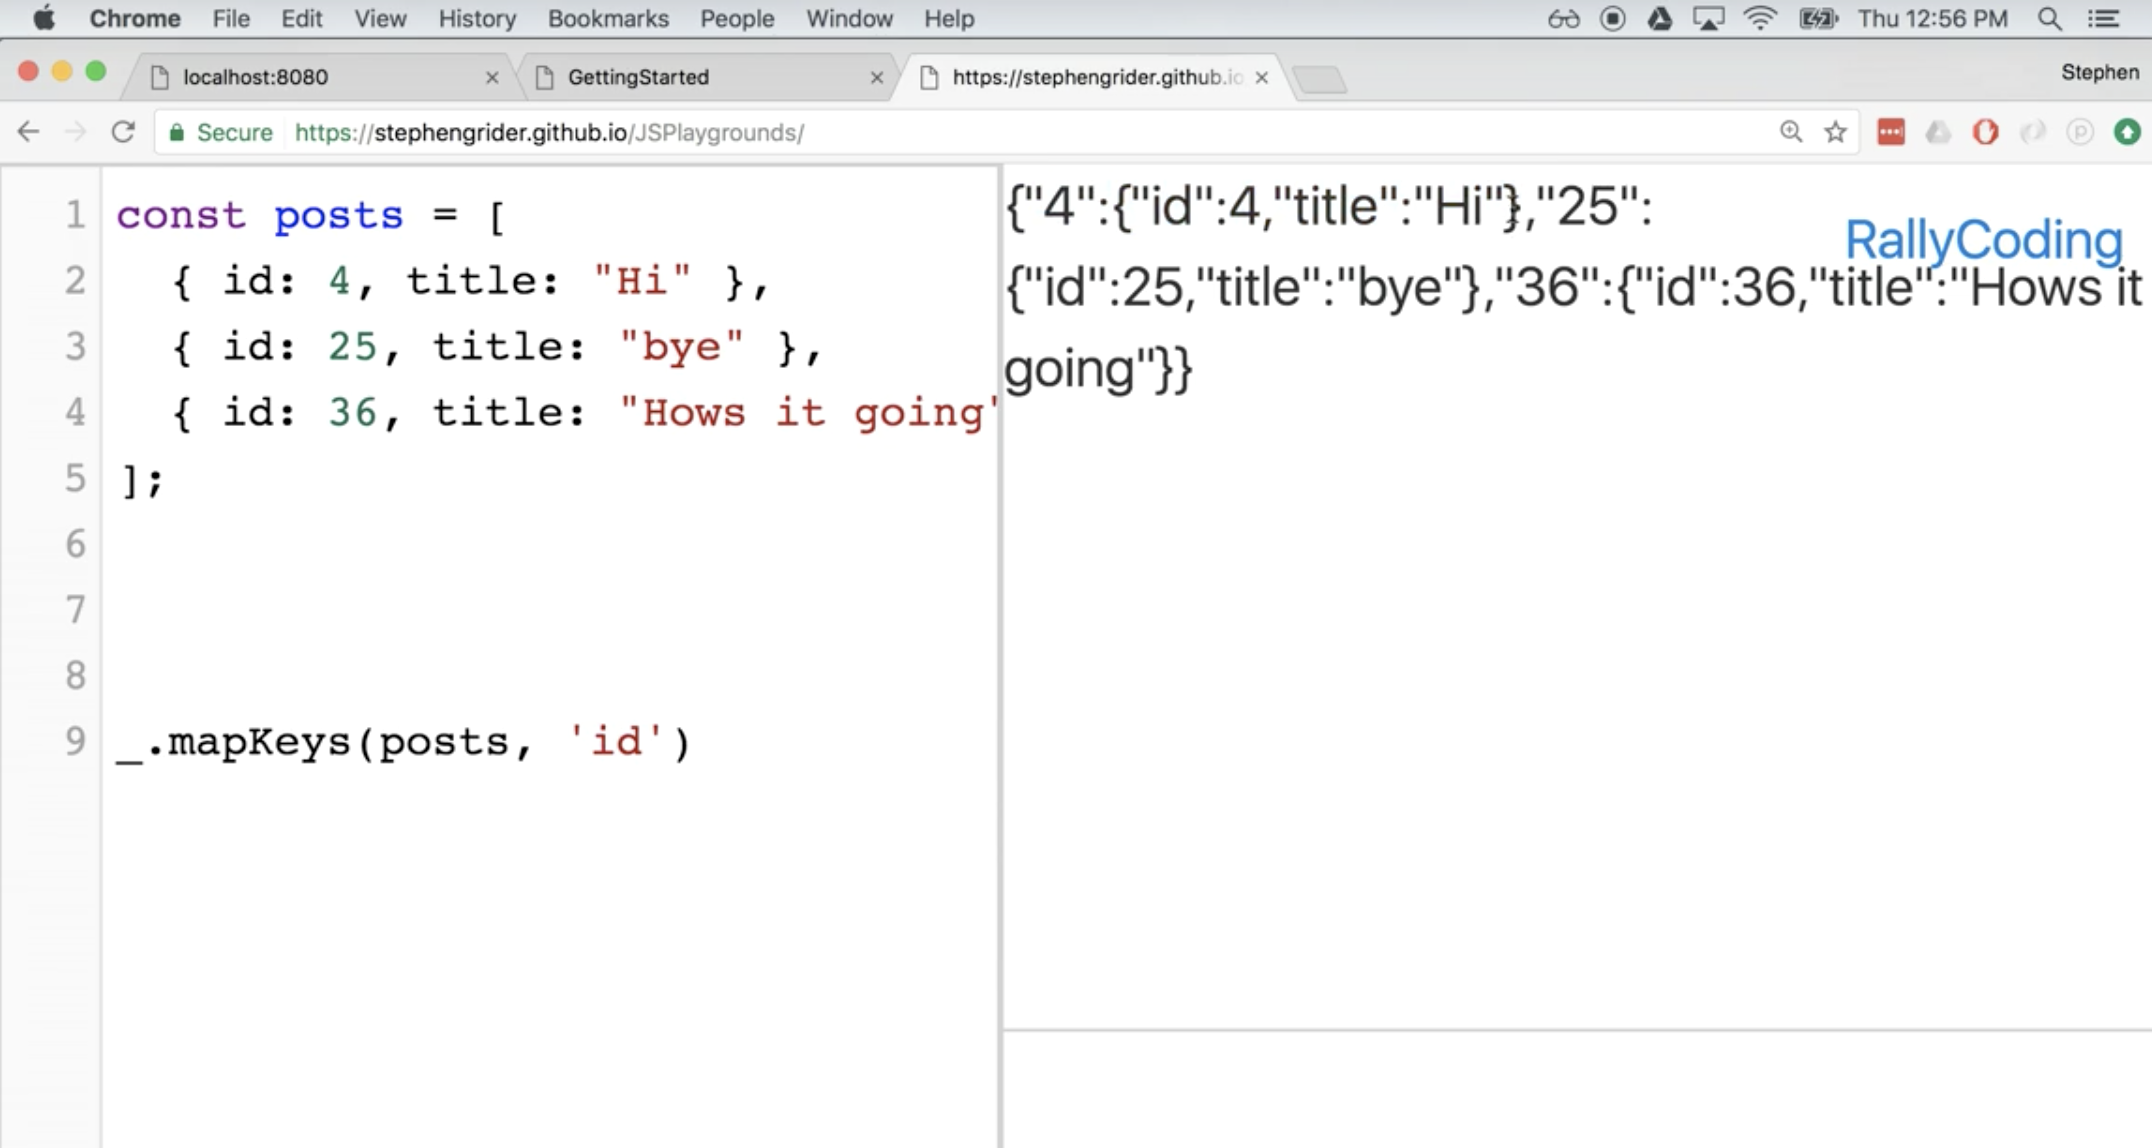 Chrome File Edit View History Bookmarks People Window Help Thu 12:56 PM
localhost:8080 GettingStarted https://stephengrider.github.io Stephen
Secure https://stephengrider.github.io/JSPlaygrounds/
1 const posts = [
2 { id: 4, title: "Hi" },
3 { id: 25, title: "bye" },
4 { id: 36, title: "Hows it going"
5 ];
6
7
8
9 _.mapKeys(posts, 'id')
{"4":{"id":4,"title":"Hi"},"25":
RallyCoding
{"id":25,"title":"bye"},"36":{"id":36,"title":"Hows it
going"}}